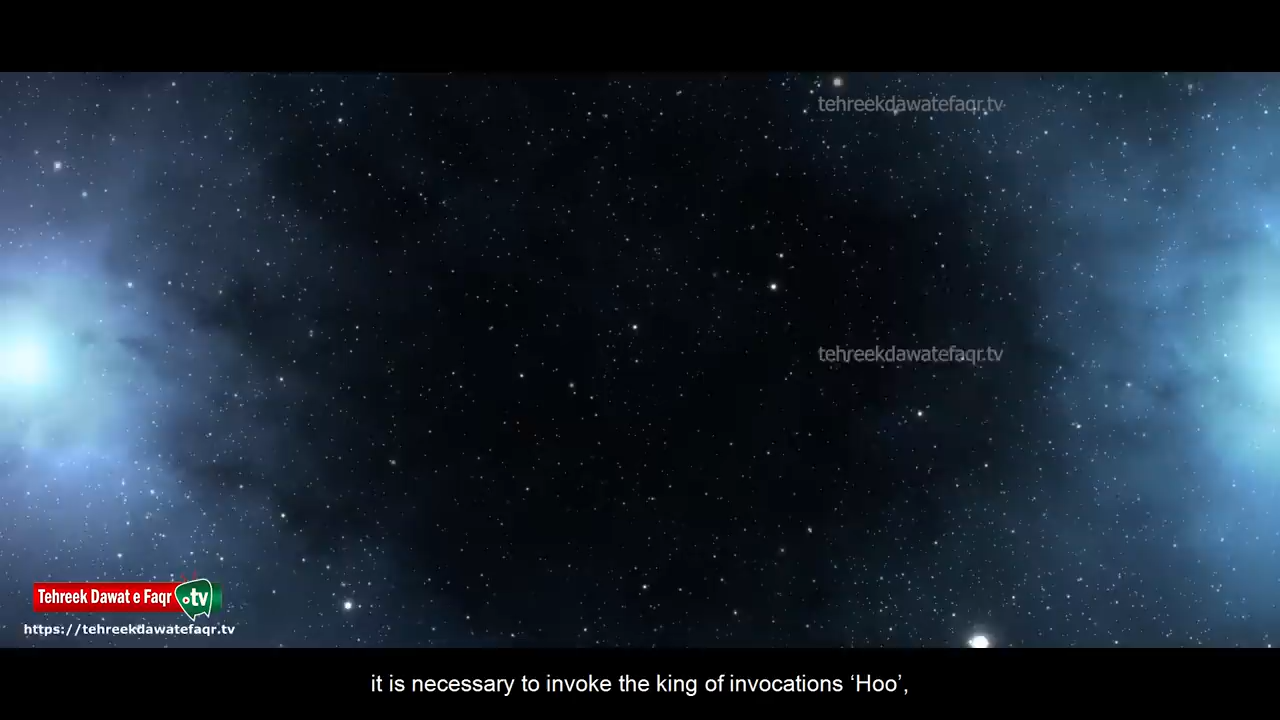 tehreekdawatefaqr.tv
tehreekdawatefaqr.tv
Tehreek Dawat e Faqr .tv
https://tehreekdawatefaqr.tv
it is necessary to invoke the king of invocations ‘Hoo’,